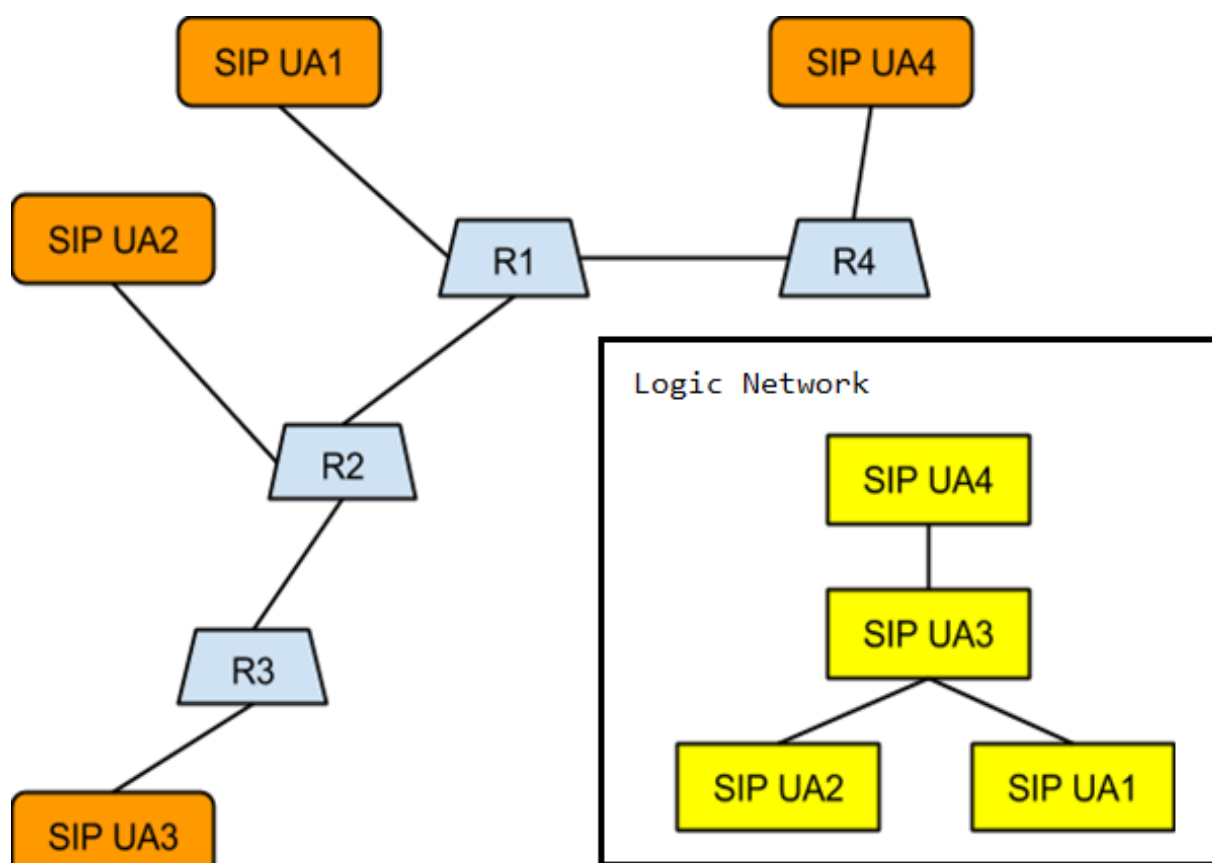 SIP UA1
SIP UA4
SIP UA2
R1
R4
R2
R3
SIP UA3
Logic Network
SIP UA4
SIP UA3
SIP UA2
SIP UA1